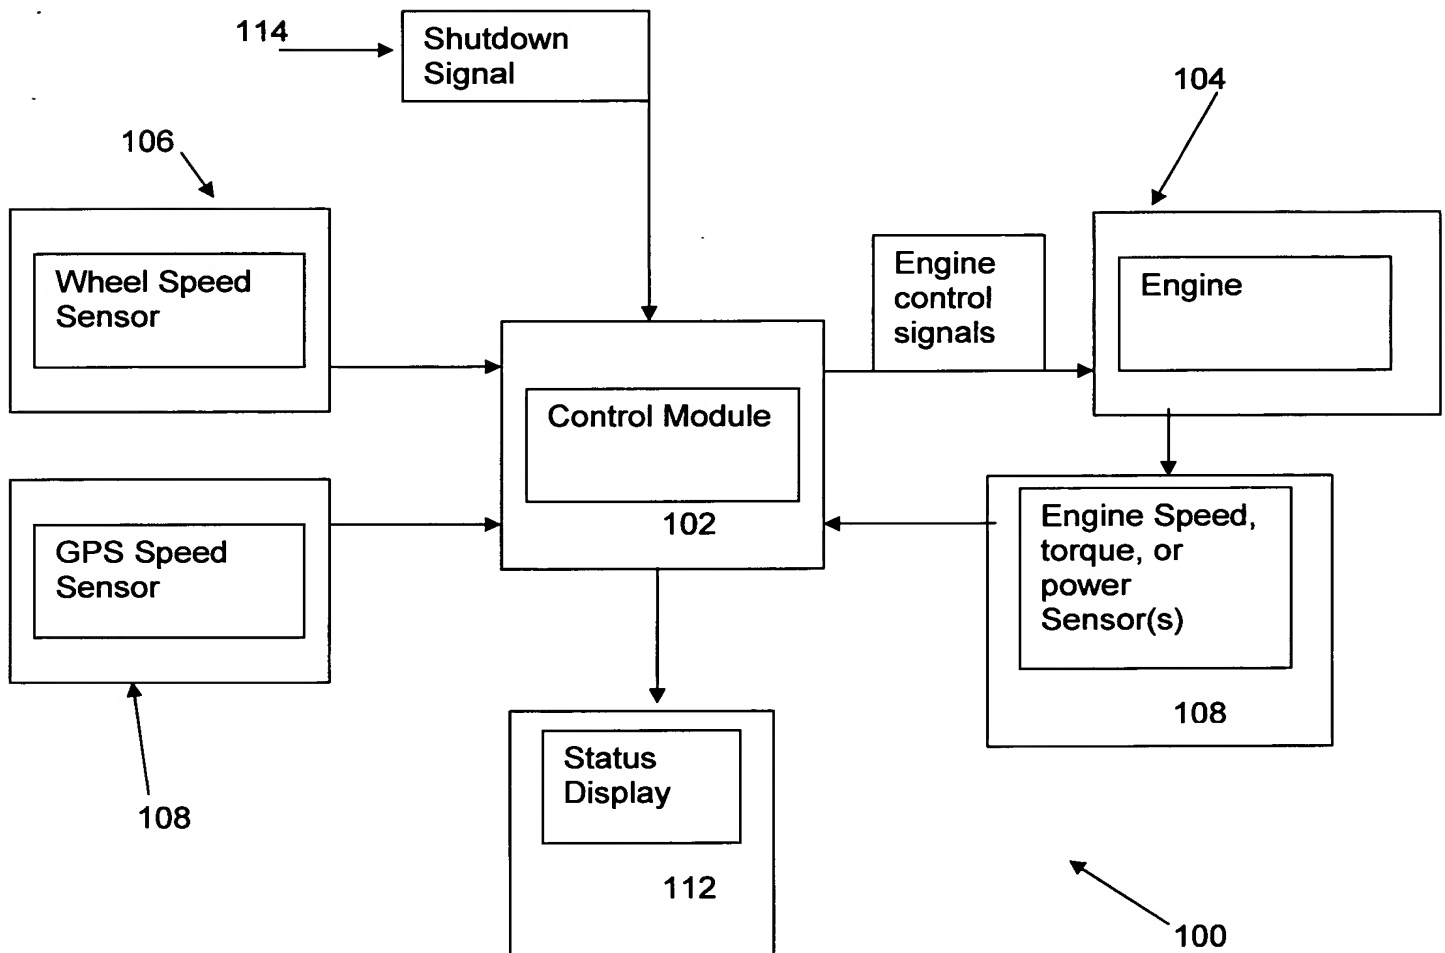 114
Shutdown
Signal
104
106
Wheel Speed
Sensor
Engine
control
signals
Engine
Control Module
102
GPS Speed
Sensor
Engine Speed,
torque, or
power
Sensor(s)
108
108
Status
Display
112
100